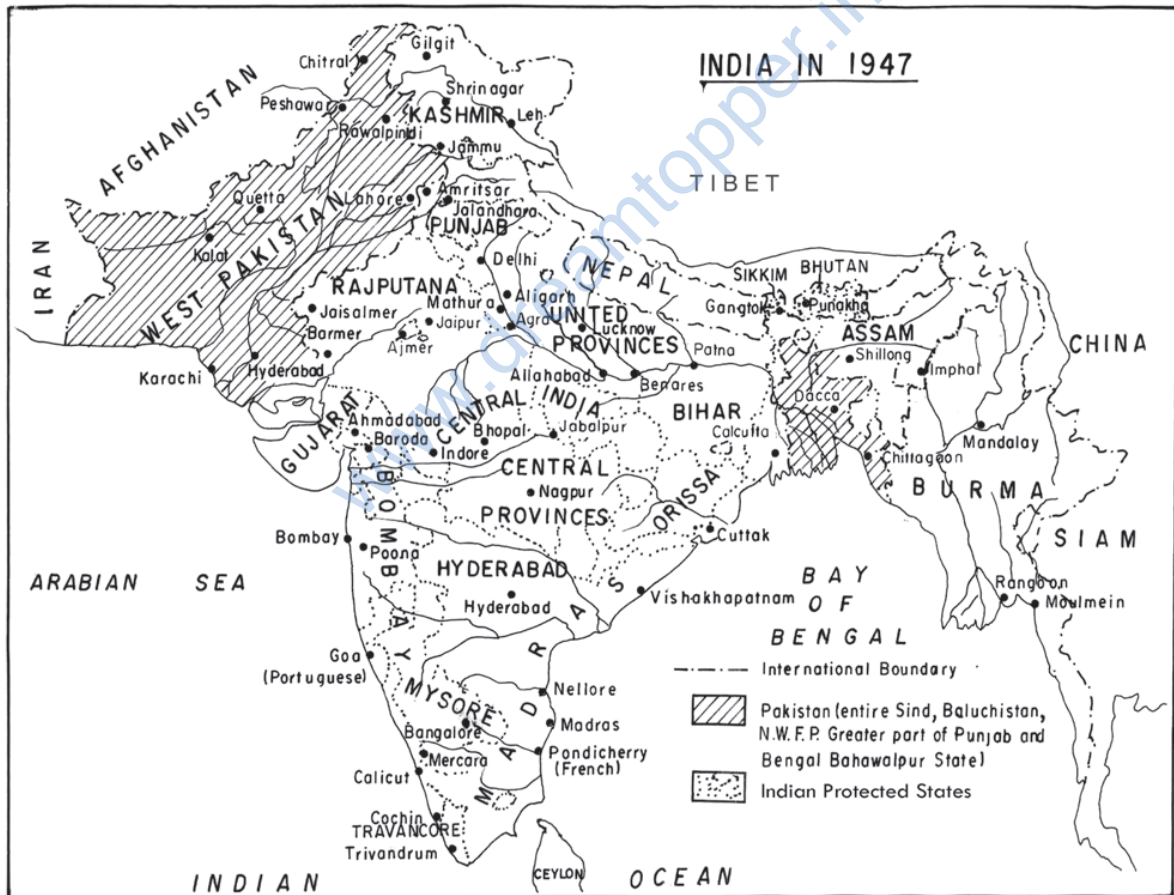 INDIA IN 1947
Gilgit
Chitral
Shrinagar
Peshawar
KASHMIR
Leh
Rawalpindi
AFGHANISTAN
Jammu
TIBET
Amritsar
Lahore
Quetta
Jalandhara
PUNJAB
Kalat
WEST PAKISTAN
IRAN
Delhi
NEPAL
SIKKIM
BHUTAN
RAJPUTANA
Mathura
Aligarh
Gangtok
Punakha
Jaisalmer
Jaipur
Agra
UNITED
PROVINCES
Lucknow
ASSAM
Barmer
Ajmer
Patna
Shillong
CHINA
Karachi
Hyderabad
Allahabad
Benares
Imphal
Dacca
GUJARAT
Ahmadabad
CENTRAL INDIA
BIHAR
Baroda
Bhopal
Jabalpur
Calcutta
Mandalay
Indore
Chittagaon
CENTRAL
PROVINCES
Nagpur
ORISSA
BURMA
BOMBAY
Cuttak
SIAM
Bombay
Poona
HYDERABAD
Hyderabad
ARABIAN SEA
Vishakhapatnam
BAY
OF
BENGAL
Rangoon
Moulmein
MADRAS
Goa
(Portuguese)
MYSORE
Nellore
Bangalore
Madras
Mercara
Pondicherry
(French)
Calicut
Cochin
TRAVANCORE
Trivandrum
CEYLON
INDIAN OCEAN
International Boundary
Pakistan (entire Sind, Baluchistan,
N.W.F.P. Greater part of Punjab and
Bengal Bahawalpur State)
Indian Protected States